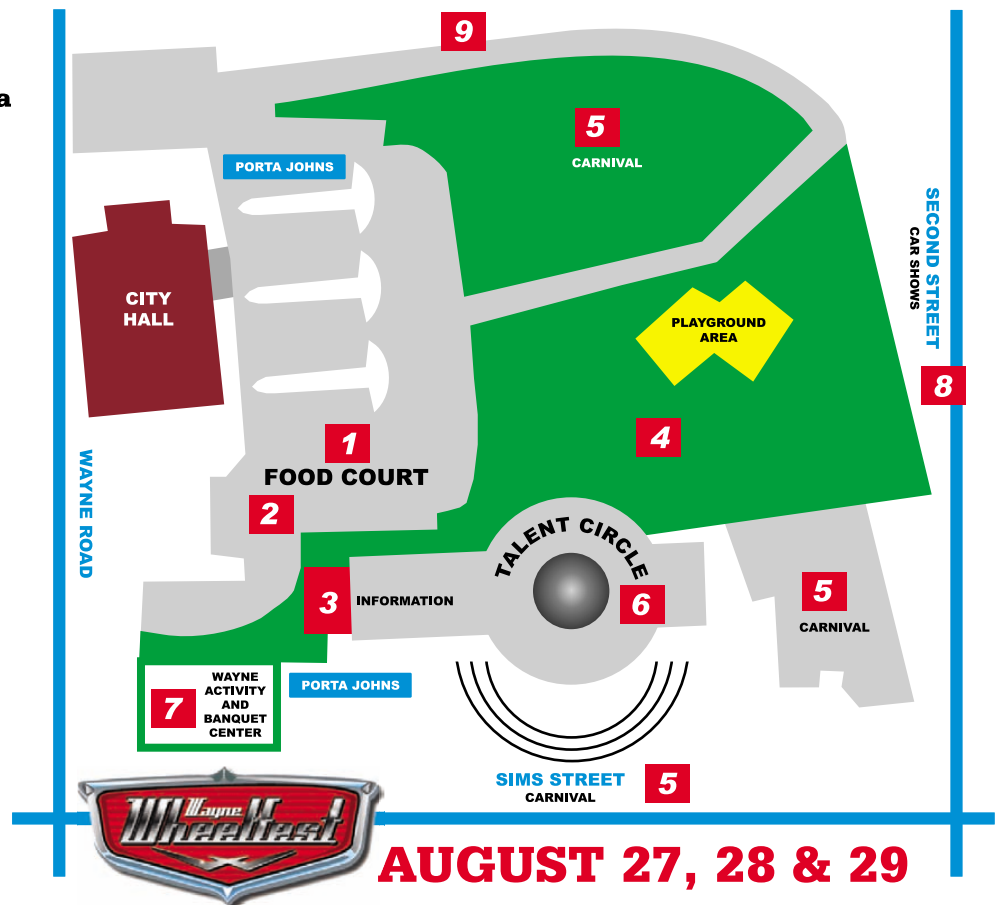 9
a
5
CARNIVAL
PORTA JOHNS
SECOND STREET
CAR SHOWS
CITY
HALL
PLAYGROUND
AREA
8
1
4
FOOD COURT
WAYNE ROAD
2
TALENT CIRCLE
3
INFORMATION
6
5
CARNIVAL
7
WAYNE
ACTIVITY
AND
BANQUET
CENTER
PORTA JOHNS
SIMS STREET
CARNIVAL
5
Wayne
Wheelfest
AUGUST 27, 28 & 29